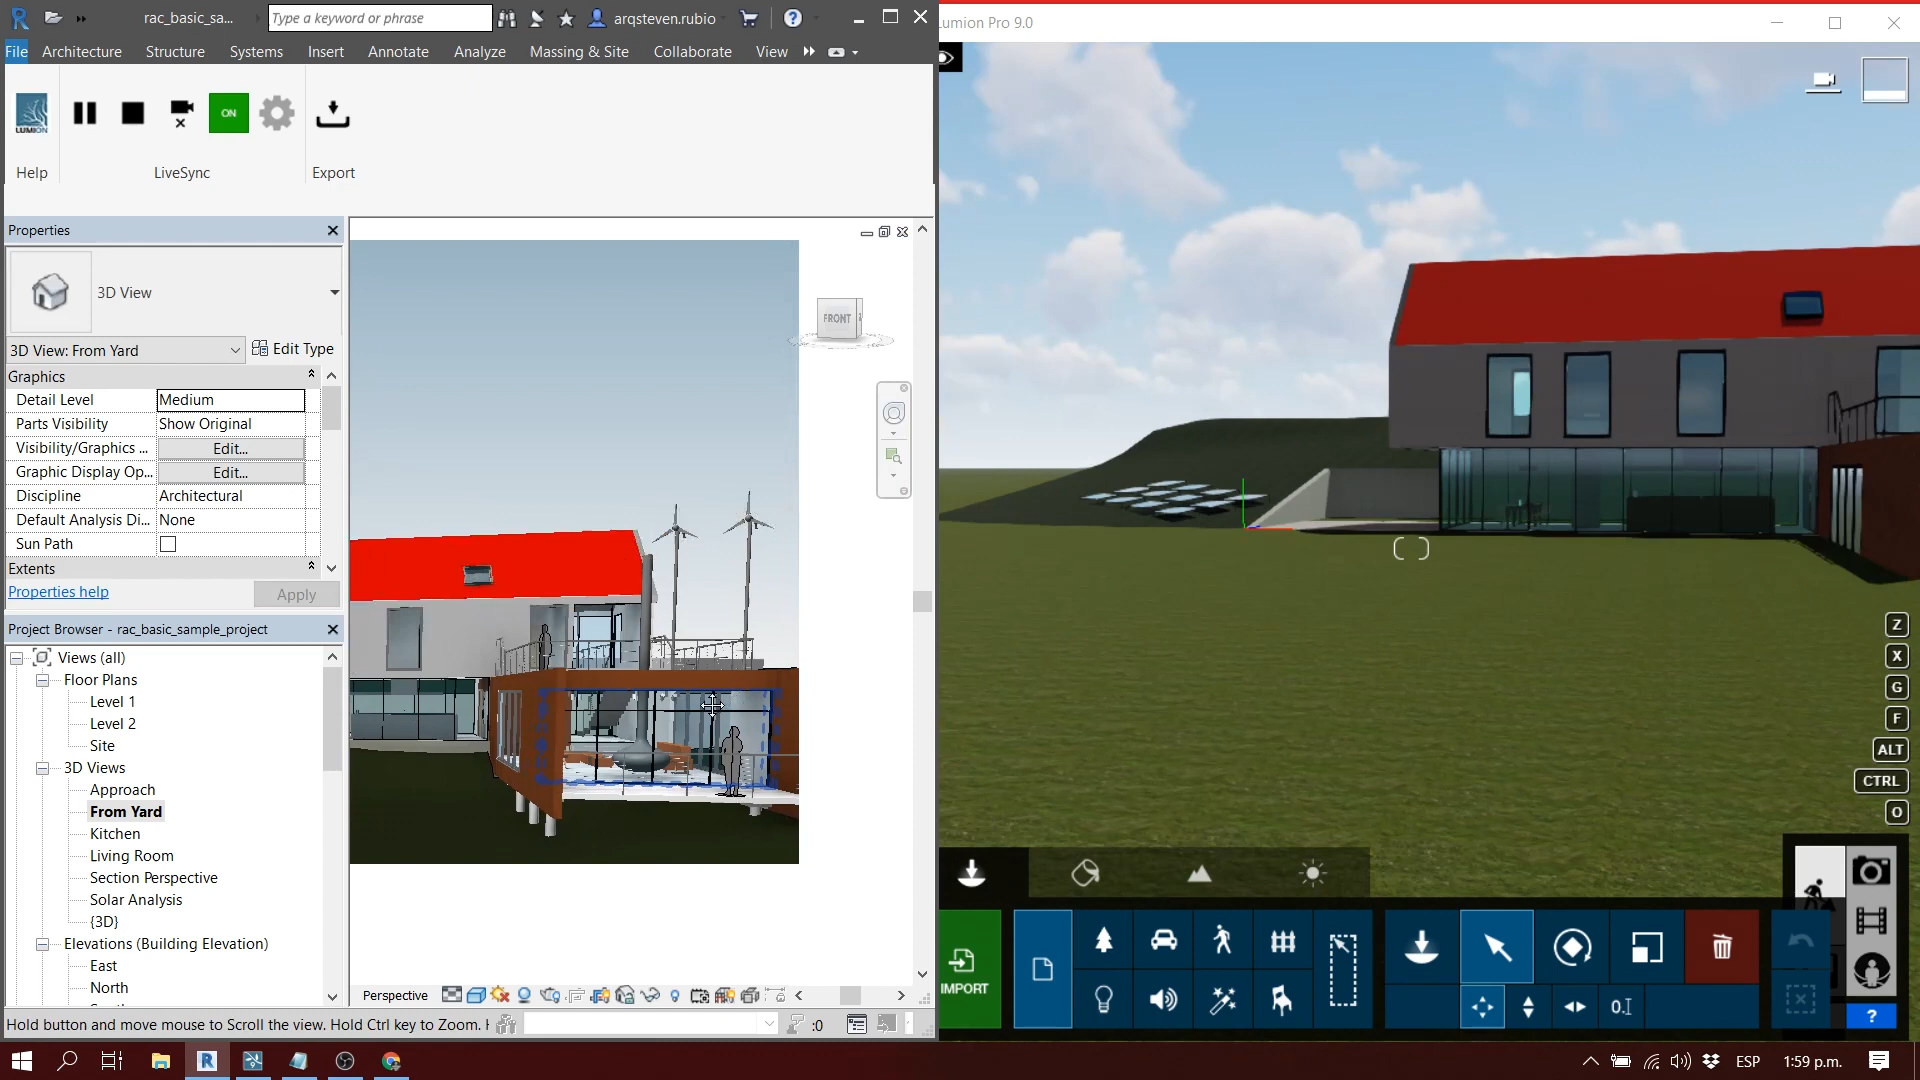 rac_basic_sa...
Type a keyword or phrase
arqsteven.rubio
File Architecture Structure Systems Insert Annotate Analyze Massing & Site Collaborate View
LUMION
ON
Help LiveSync Export
Properties
3D View
3D View: From Yard Edit Type
Graphics
Detail Level Medium
Parts Visibility Show Original
Visibility/Graphics ... Edit...
Graphic Display Op... Edit...
Discipline Architectural
Default Analysis Di... None
Sun Path
Extents
Properties help Apply
Project Browser - rac_basic_sample_project
Views (all)
Floor Plans
Level 1
Level 2
Site
3D Views
Approach
From Yard
Kitchen
Living Room
Section Perspective
Solar Analysis
{3D}
Elevations (Building Elevation)
East
North
FRONT
Perspective
Hold button and move mouse to Scroll the view. Hold Ctrl key to Zoom.
:0
umion Pro 9.0
Z
X
G
F
ALT
CTRL
O
IMPORT
?
ESP 1:59 p.m.